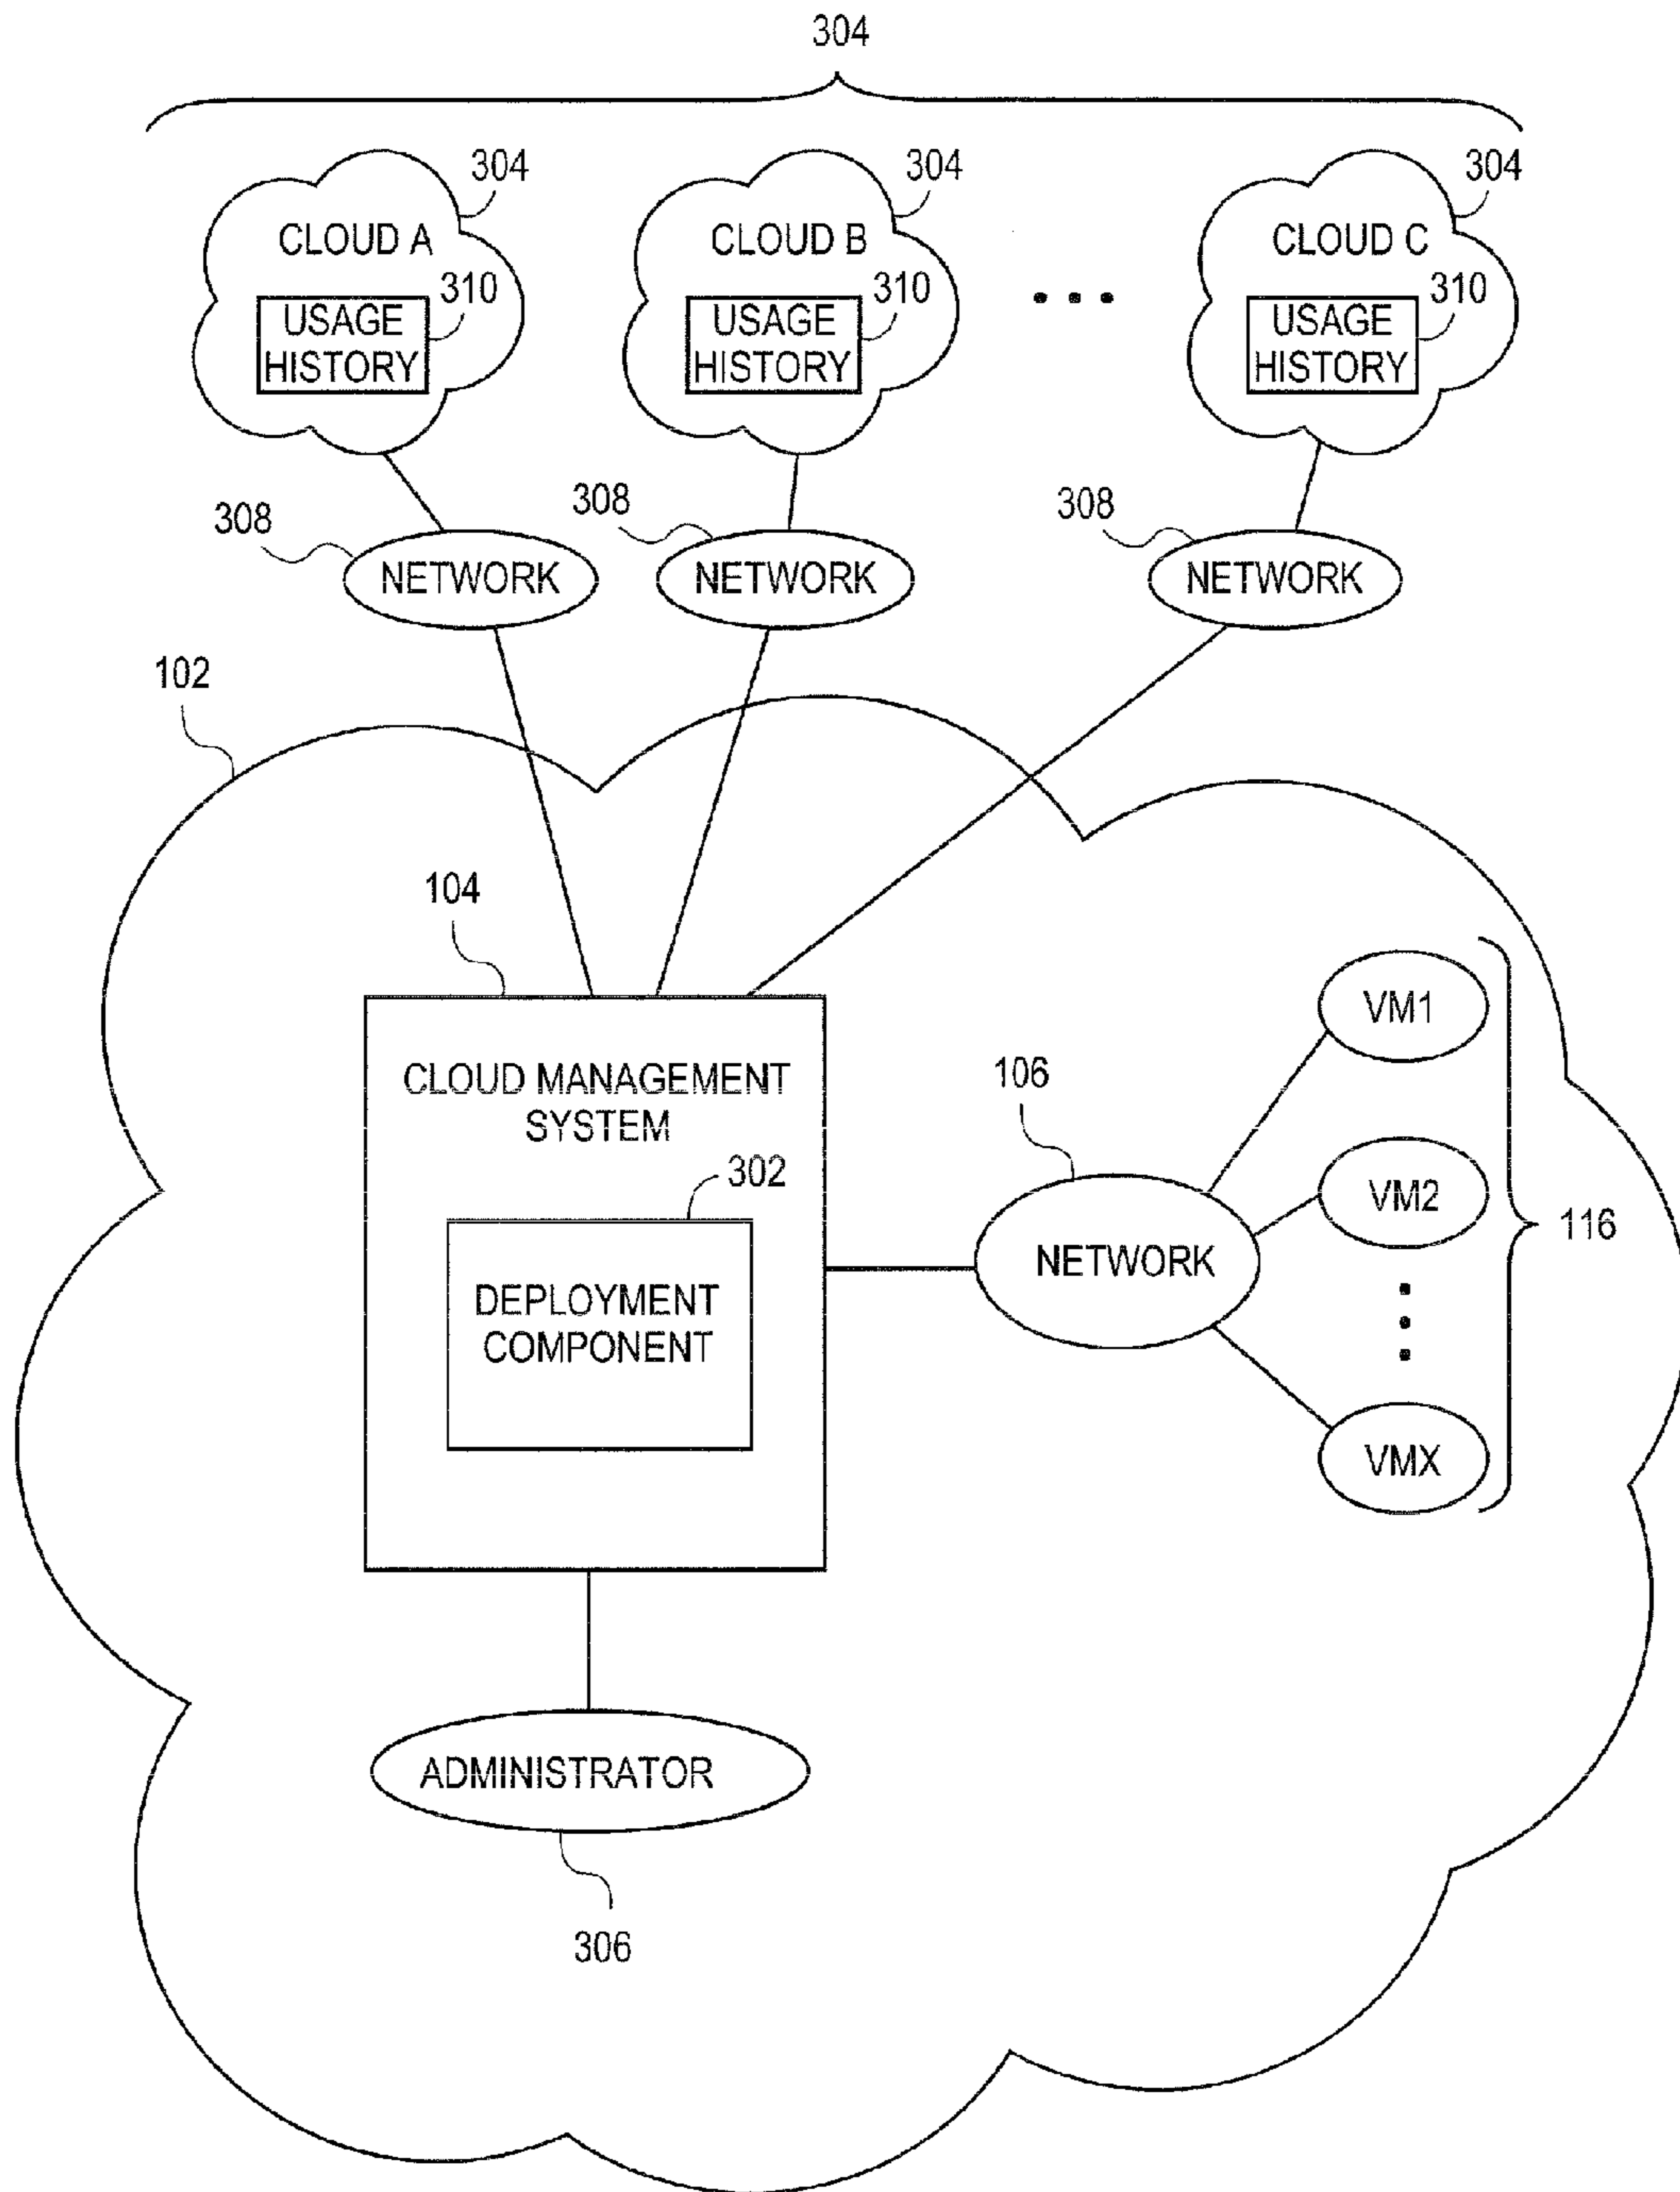 304
304
304
304
CLOUD A
CLOUD B
CLOUD C
310
310
310
USAGE
HISTORY
USAGE
HISTORY
USAGE
HISTORY
308
308
308
NETWORK
NETWORK
NETWORK
102
104
CLOUD MANAGEMENT
SYSTEM
302
DEPLOYMENT
COMPONENT
106
NETWORK
VM1
VM2
VMX
116
ADMINISTRATOR
306